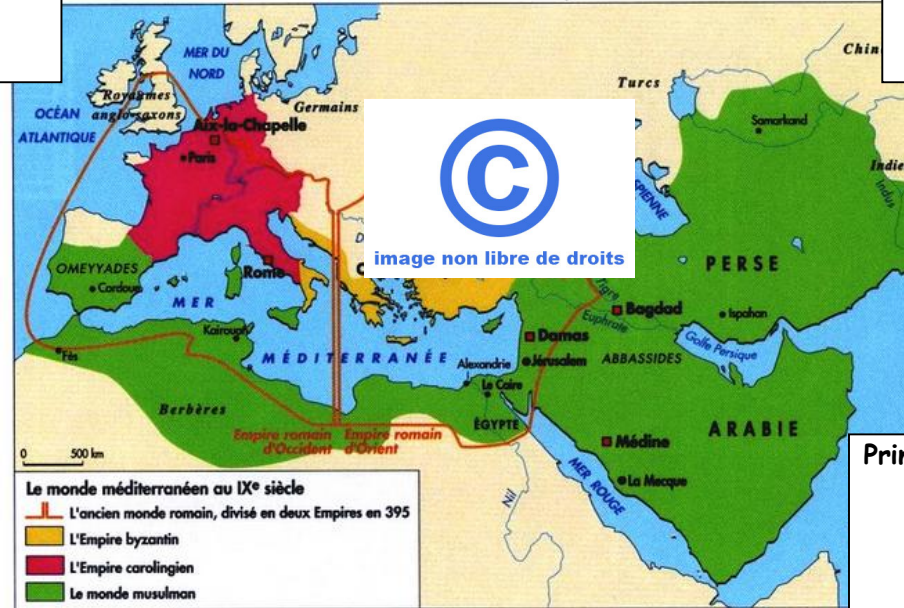 MER DU
NORD
Chin
Turcs
OCÉAN
ATLANTIQUE
Royaumes
anglo-saxons
Germains
Aix-la-Chapelle
Paris
Samarkand
Indie
Indus
©
image non libre de droits
SPIENNE
D
C
OMEYYADES
Cordoue
Rome
MER
MÉDITERRANÉE
PERSE
Tigre
Bagdad
Euphrate
Ispahan
Damas
Jérusalem
ABBASSIDES
Golfe Persique
Kairouan
Fès
Alexandrie
Le Caire
ÉGYPTE
Berbères
Empire romain
d'Occident
Empire romain
d'Orient
ARABIE
Médine
La Mecque
MER ROUGE
Nil
Prin
0 500 km
Le monde méditerranéen au IXe siècle
L'ancien monde romain, divisé en deux Empires en 395
L'Empire byzantin
L'Empire carolingien
Le monde musulman